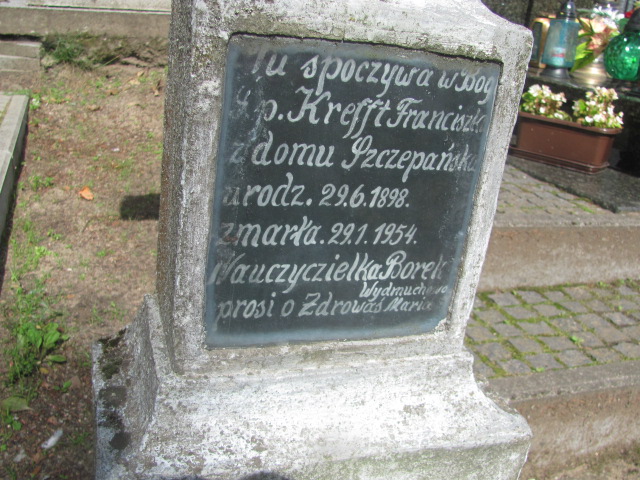 Tu spoczywa w Bogu
Ś.p. Krefft Franciszka
z domu Szczepańska
urodz. 29.6.1898.
zmarła. 29.1.1954.
Nauczycielka Borek
Wydmuchowo
prosi o Zdrowaś Maria